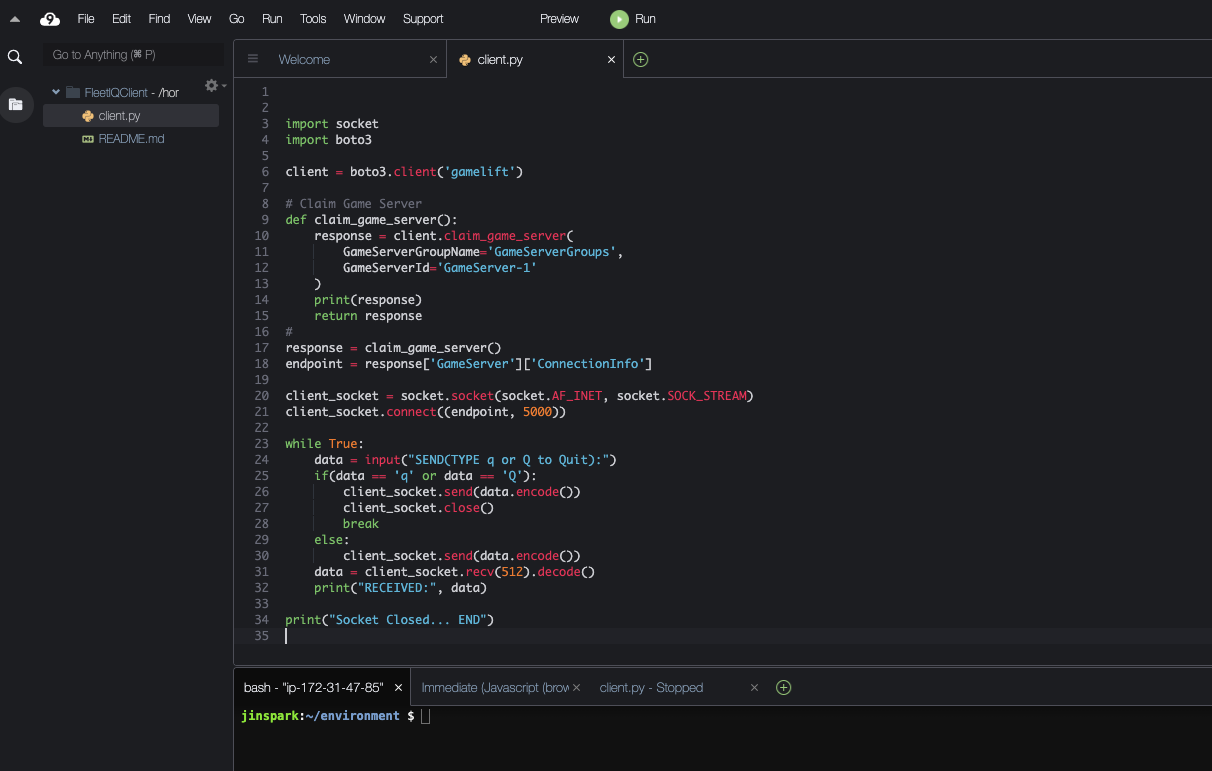 9 File Edit Find View Go Run Tools Window Support Preview Run
Go to Anything (⌘ P)
Welcome × client.py ×
FleetIQClient - /hor
client.py
README.md
1
2
3 import socket
4 import boto3
5
6 client = boto3.client('gamelift')
7
8 # Claim Game Server
9 def claim_game_server():
10     response = client.claim_game_server(
11         GameServerGroupName='GameServerGroups',
12         GameServerId='GameServer-1'
13     )
14     print(response)
15     return response
16 #
17 response = claim_game_server()
18 endpoint = response['GameServer']['ConnectionInfo']
19
20 client_socket = socket.socket(socket.AF_INET, socket.SOCK_STREAM)
21 client_socket.connect((endpoint, 5000))
22
23 while True:
24     data = input("SEND(TYPE q or Q to Quit):")
25     if(data == 'q' or data == 'Q'):
26         client_socket.send(data.encode())
27         client_socket.close()
28         break
29     else:
30         client_socket.send(data.encode())
31     data = client_socket.recv(512).decode()
32     print("RECEIVED:", data)
33
34 print("Socket Closed... END")
35
bash - "ip-172-31-47-85" × Immediate (Javascript (brow × client.py - Stopped ×
jinspark:~/environment $